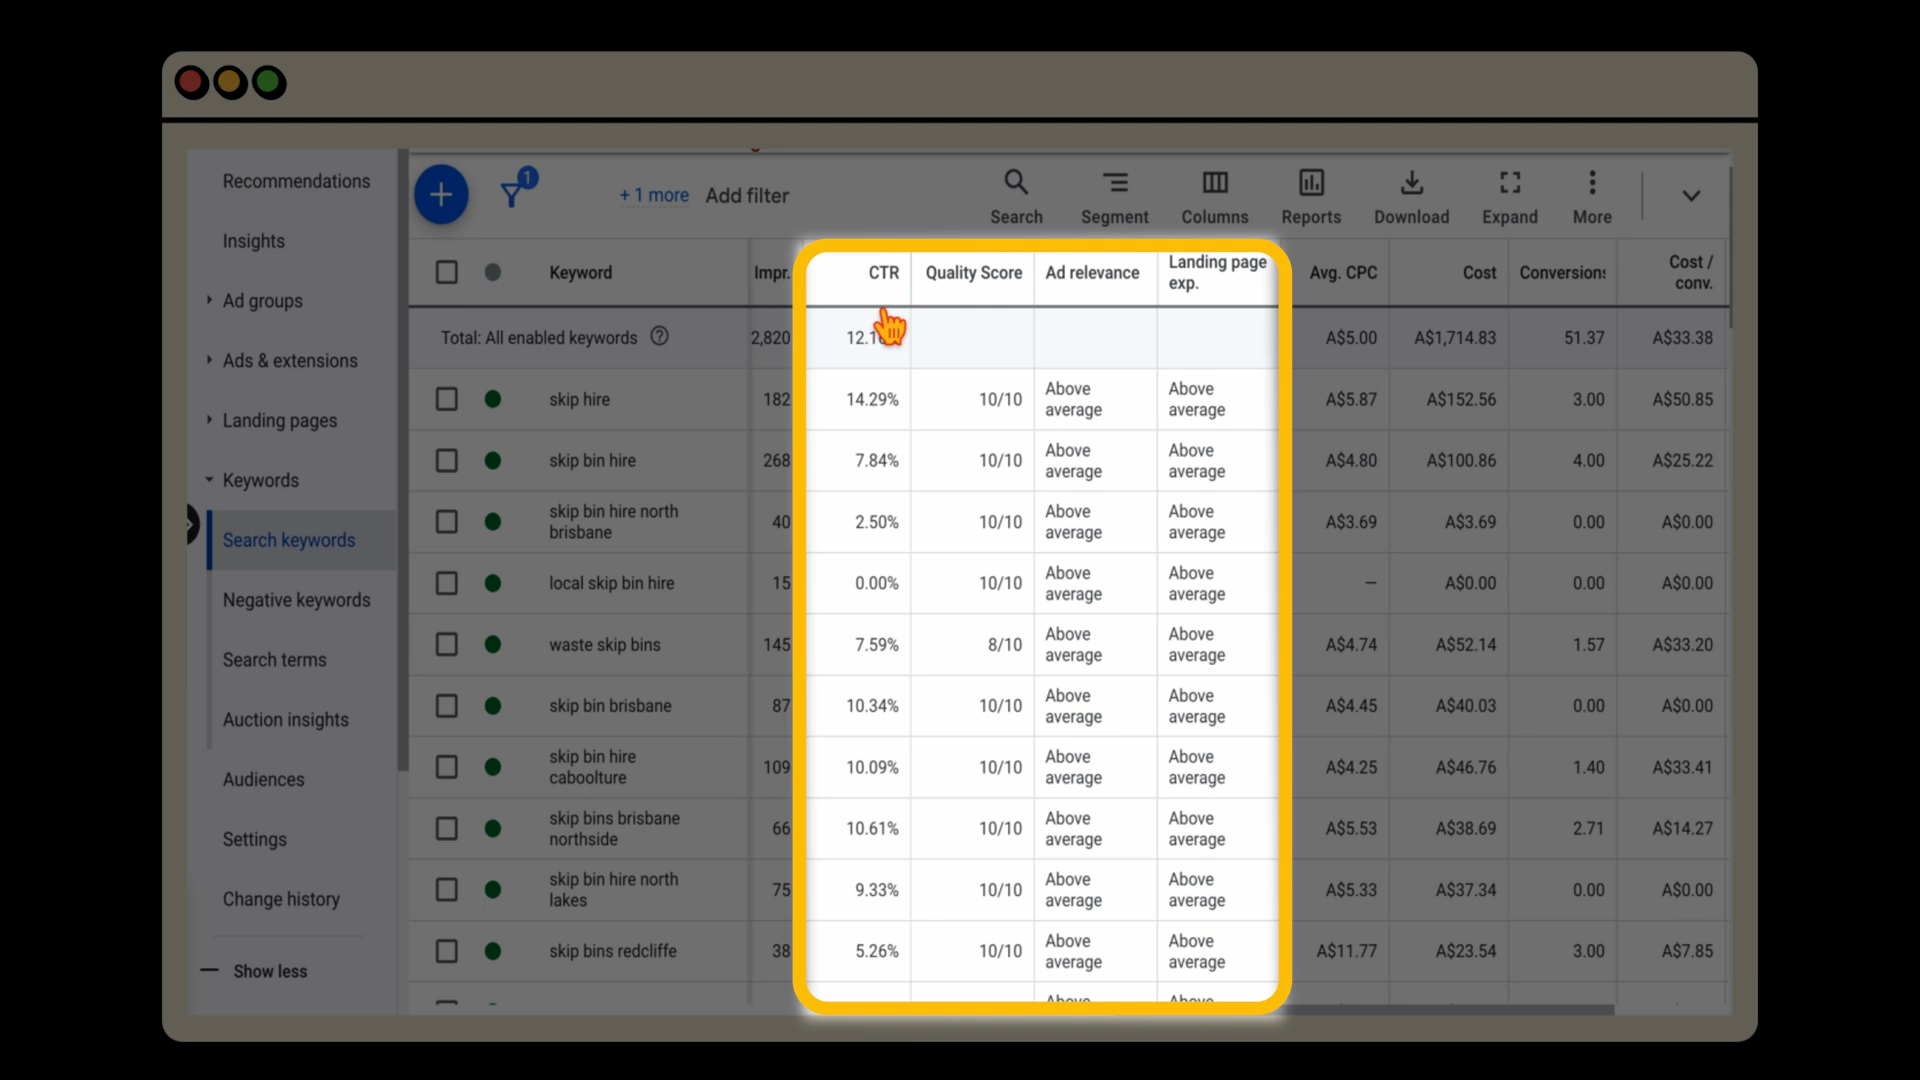 Recommendations
Insights
Ad groups
Ads & extensions
Landing pages
Keywords
Search keywords
Negative keywords
Search terms
Auction insights
Audiences
Settings
Change history
Show less
1
+ 1 more Add filter
Search Segment Columns Reports Download Expand More
Keyword Impr. CTR Quality Score Ad relevance Landing page exp. Avg. CPC Cost Conversions Cost / conv.
Total: All enabled keywords 2,820 A$5.00 A$1,714.83 51.37 A$33.38
skip hire 182 14.29% 10/10 Above average Above average A$5.87 A$152.56 3.00 A$50.85
skip bin hire 268 7.84% 10/10 Above average Above average A$4.80 A$100.86 4.00 A$25.22
skip bin hire north brisbane 40 2.50% 10/10 Above average Above average A$3.69 A$3.69 0.00 A$0.00
local skip bin hire 15 0.00% 10/10 Above average Above average — A$0.00 0.00 A$0.00
waste skip bins 145 7.59% 8/10 Above average Above average A$4.74 A$52.14 1.57 A$33.20
skip bin brisbane 87 10.34% 10/10 Above average Above average A$4.45 A$40.03 0.00 A$0.00
skip bin hire caboolture 109 10.09% 10/10 Above average Above average A$4.25 A$46.76 1.40 A$33.41
skip bins brisbane northside 66 10.61% 10/10 Above average Above average A$5.53 A$38.69 2.71 A$14.27
skip bin hire north lakes 75 9.33% 10/10 Above average Above average A$5.33 A$37.34 0.00 A$0.00
skip bins redcliffe 38 5.26% 10/10 Above average Above average A$11.77 A$23.54 3.00 A$7.85
Above Above